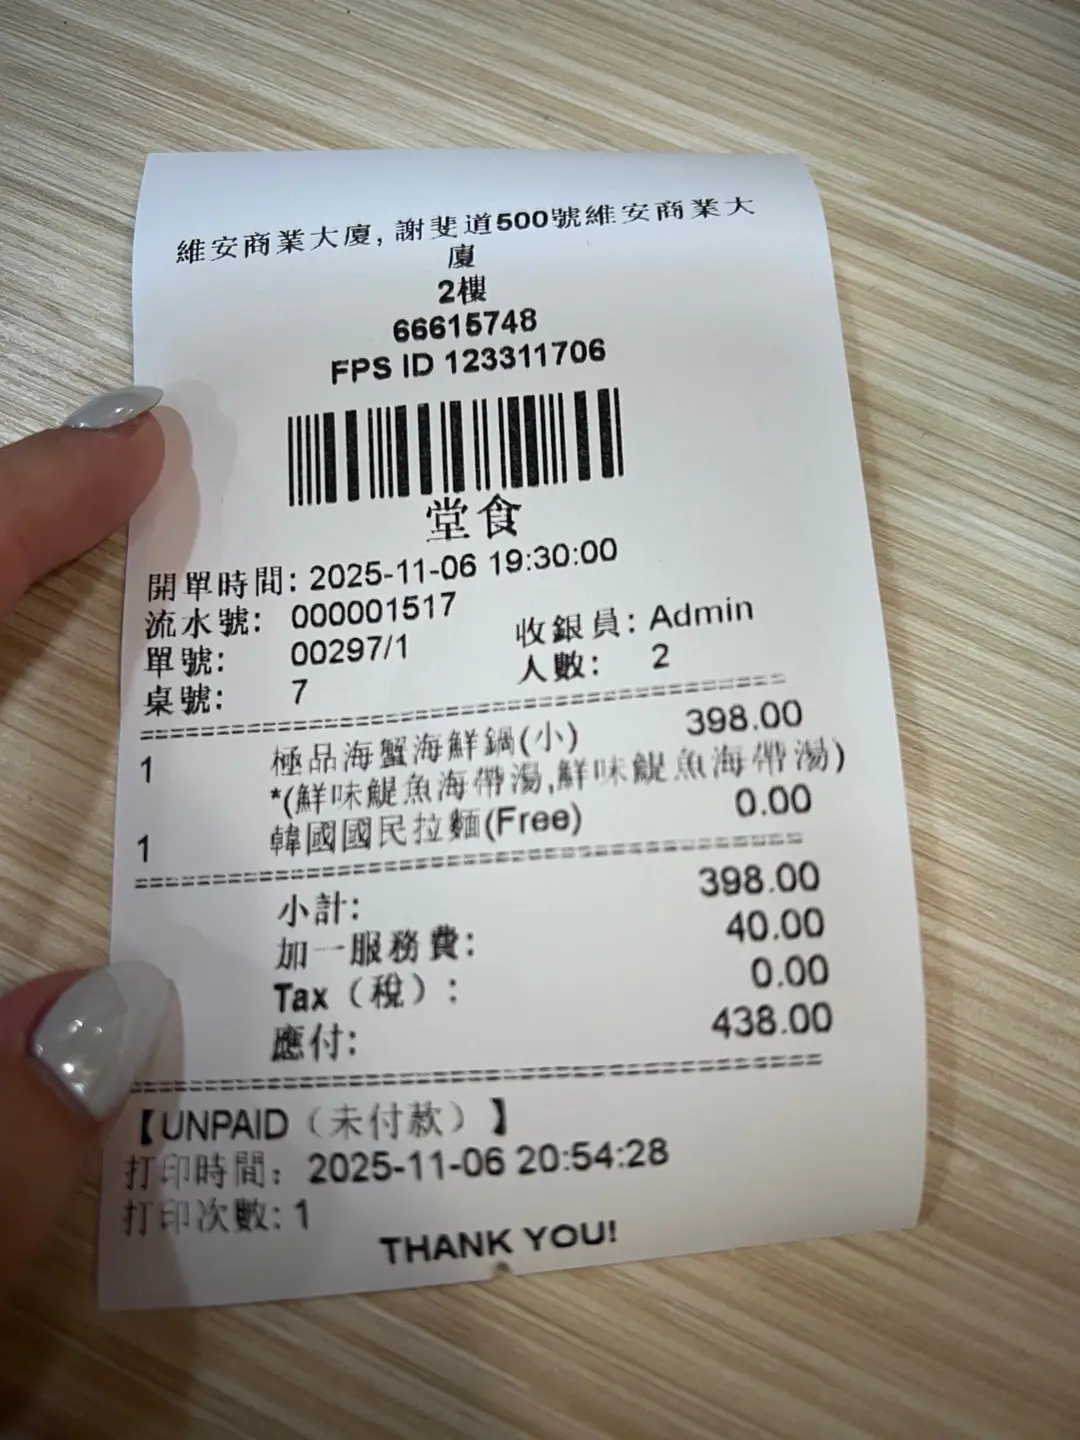 維安商業大廈, 謝斐道500號維安商業大
廈
2樓
66615748
FPS ID 123311706
堂食
開單時間: 2025-11-06 19:30:00
流水號: 000001517
單號: 00297/1 收銀員: Admin
桌號: 7 人數: 2
1 極品海蟹海鮮鍋(小) 398.00
*(鮮味鯷魚海帶湯,鮮味鯷魚海帶湯)
1 韓國國民拉麵(Free) 0.00
小計: 398.00
加一服務費: 40.00
Tax（稅）: 0.00
應付: 438.00
【UNPAID（未付款）】
打印時間: 2025-11-06 20:54:28
打印次數: 1
THANK YOU!